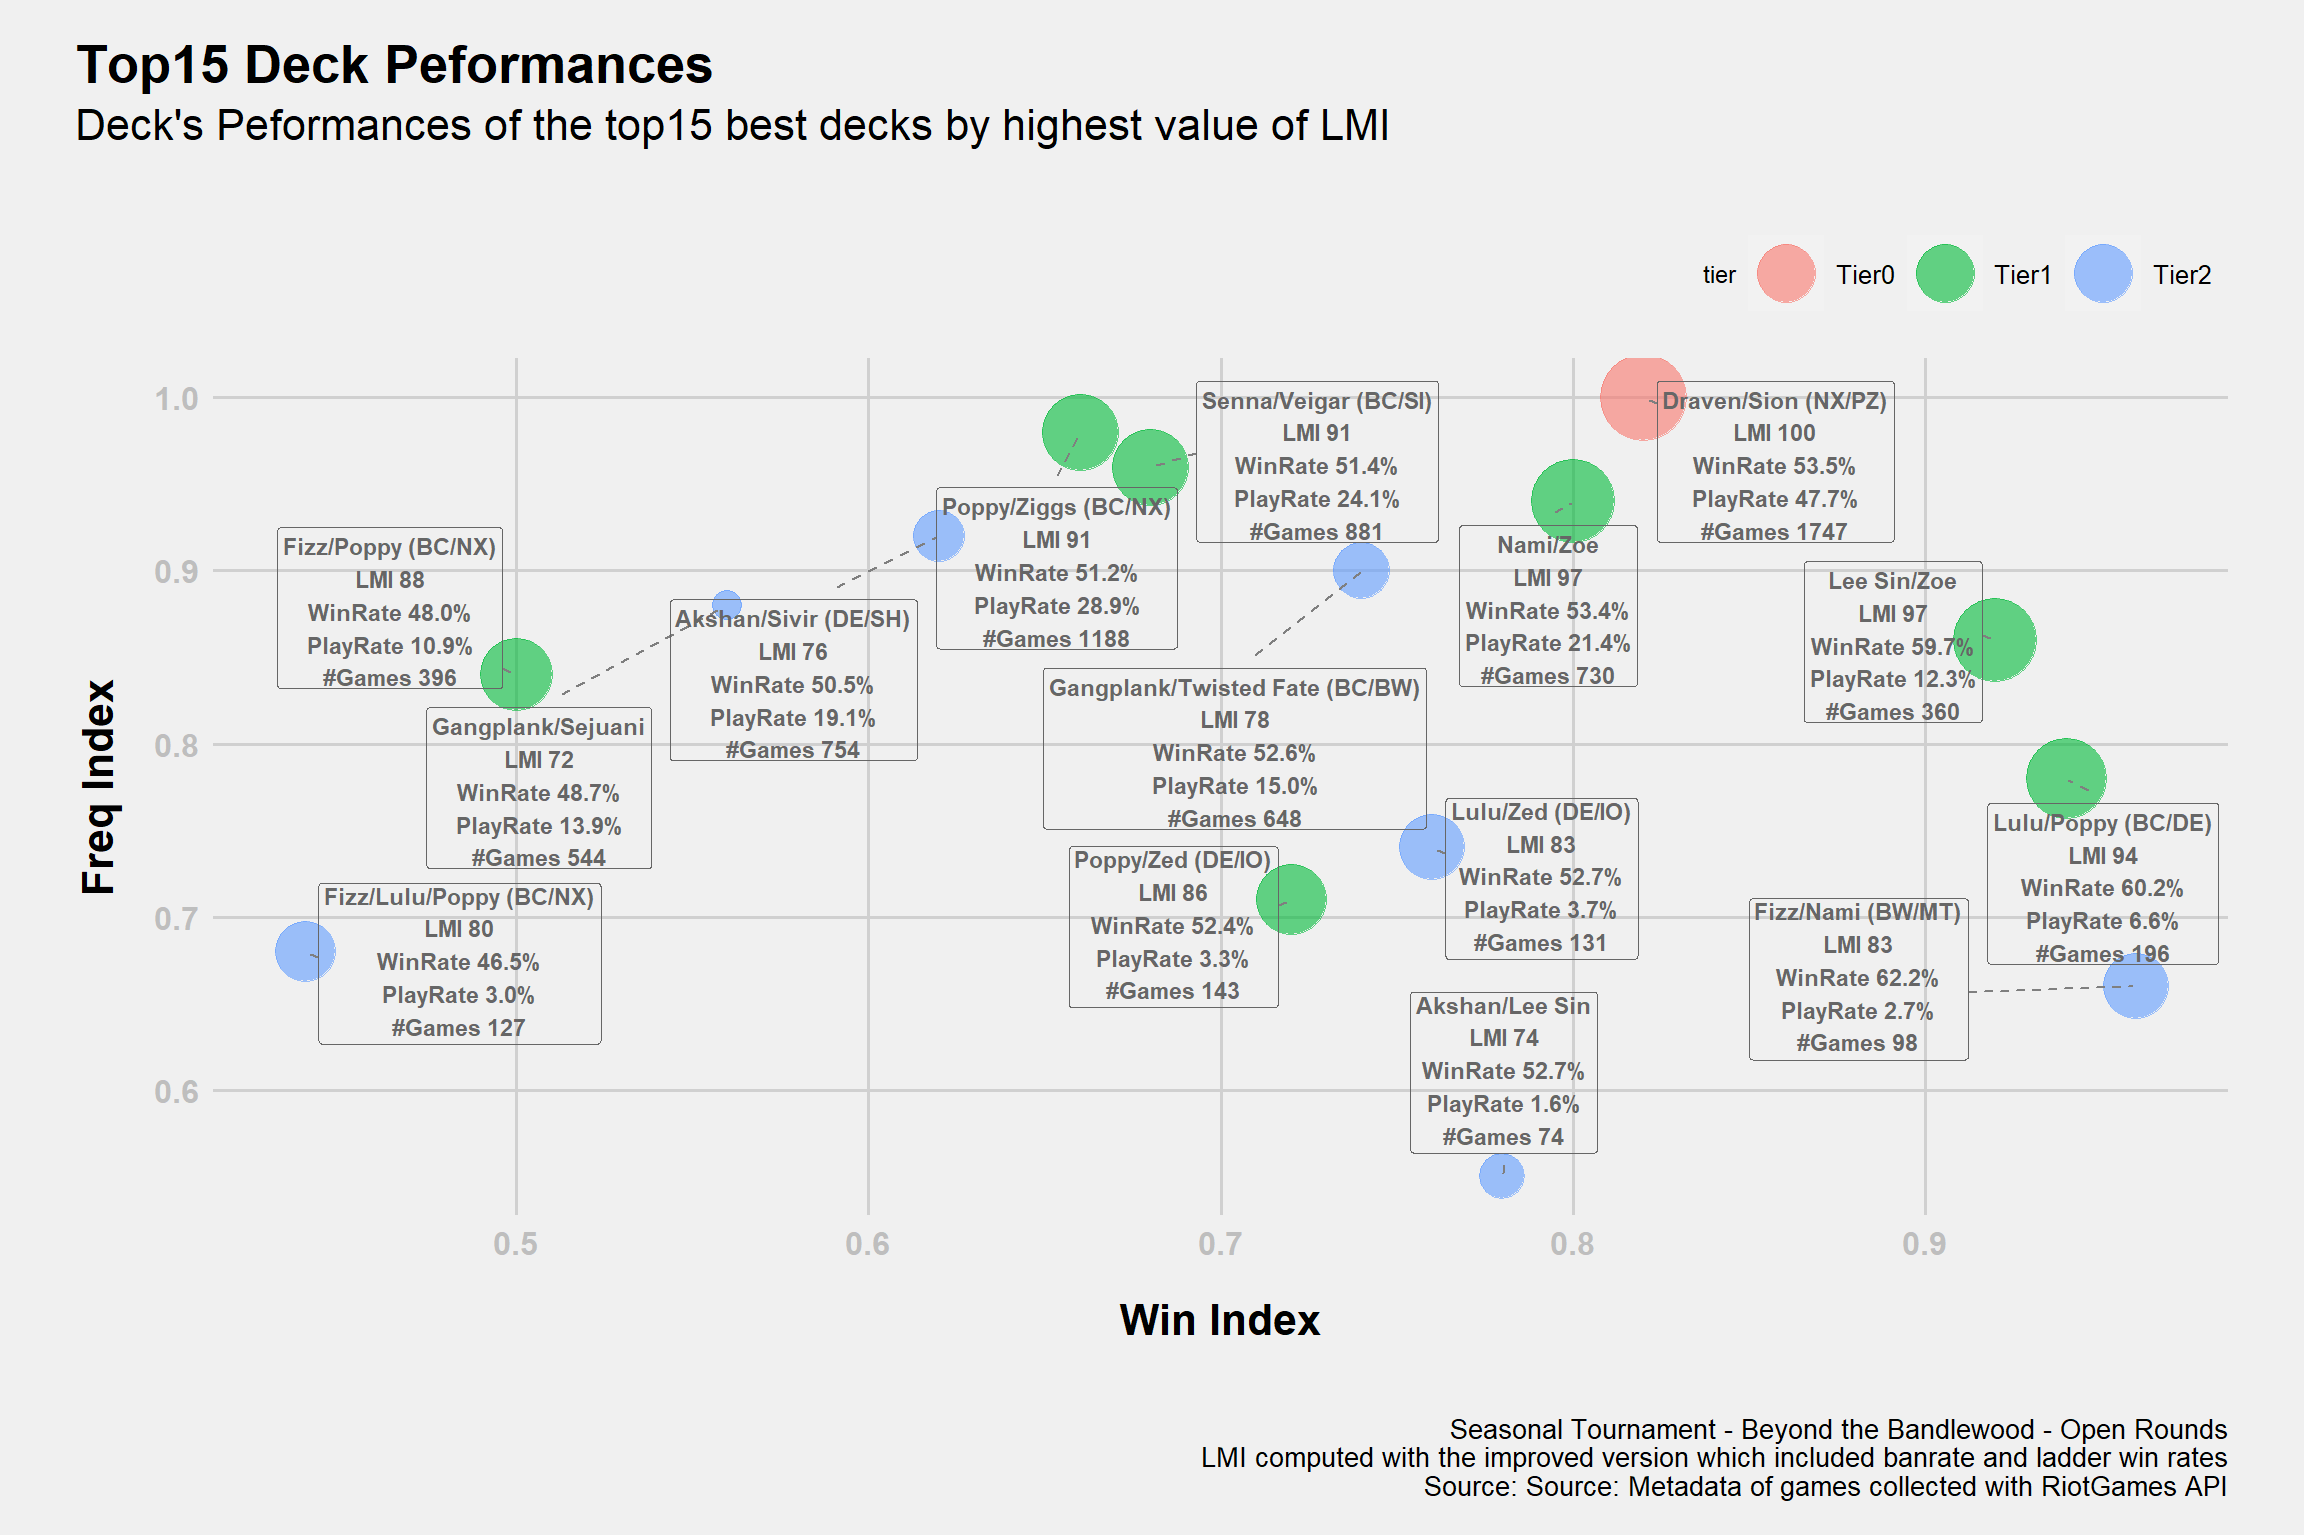 Top15 Deck Peformances
Deck's Peformances of the top15 best decks by highest value of LMI
tier
Tier0
Tier1
Tier2
Freq Index
1.0
0.9
0.8
0.7
0.6
Senna/Veigar (BC/SI)
LMI 91
WinRate 51.4%
PlayRate 24.1%
#Games 881
Draven/Sion (NX/PZ)
LMI 100
WinRate 53.5%
PlayRate 47.7%
#Games 1747
Poppy/Ziggs (BC/NX)
LMI 91
WinRate 51.2%
PlayRate 28.9%
#Games 1188
Fizz/Poppy (BC/NX)
LMI 88
WinRate 48.0%
PlayRate 10.9%
#Games 396
Nami/Zoe
LMI 97
WinRate 53.4%
PlayRate 21.4%
#Games 730
Lee Sin/Zoe
LMI 97
WinRate 59.7%
PlayRate 12.3%
#Games 360
Akshan/Sivir (DE/SH)
LMI 76
WinRate 50.5%
PlayRate 19.1%
#Games 754
Gangplank/Twisted Fate (BC/BW)
LMI 78
WinRate 52.6%
PlayRate 15.0%
#Games 648
Gangplank/Sejuani
LMI 72
WinRate 48.7%
PlayRate 13.9%
#Games 544
Lulu/Zed (DE/IO)
LMI 83
WinRate 52.7%
PlayRate 3.7%
#Games 131
Lulu/Poppy (BC/DE)
LMI 94
WinRate 60.2%
PlayRate 6.6%
#Games 196
Poppy/Zed (DE/IO)
LMI 86
WinRate 52.4%
PlayRate 3.3%
#Games 143
Fizz/Lulu/Poppy (BC/NX)
LMI 80
WinRate 46.5%
PlayRate 3.0%
#Games 127
Fizz/Nami (BW/MT)
LMI 83
WinRate 62.2%
PlayRate 2.7%
#Games 98
Akshan/Lee Sin
LMI 74
WinRate 52.7%
PlayRate 1.6%
#Games 74
0.5
0.6
0.7
0.8
0.9
Win Index
Seasonal Tournament - Beyond the Bandlewood - Open Rounds
LMI computed with the improved version which included banrate and ladder win rates
Source: Source: Metadata of games collected with RiotGames API